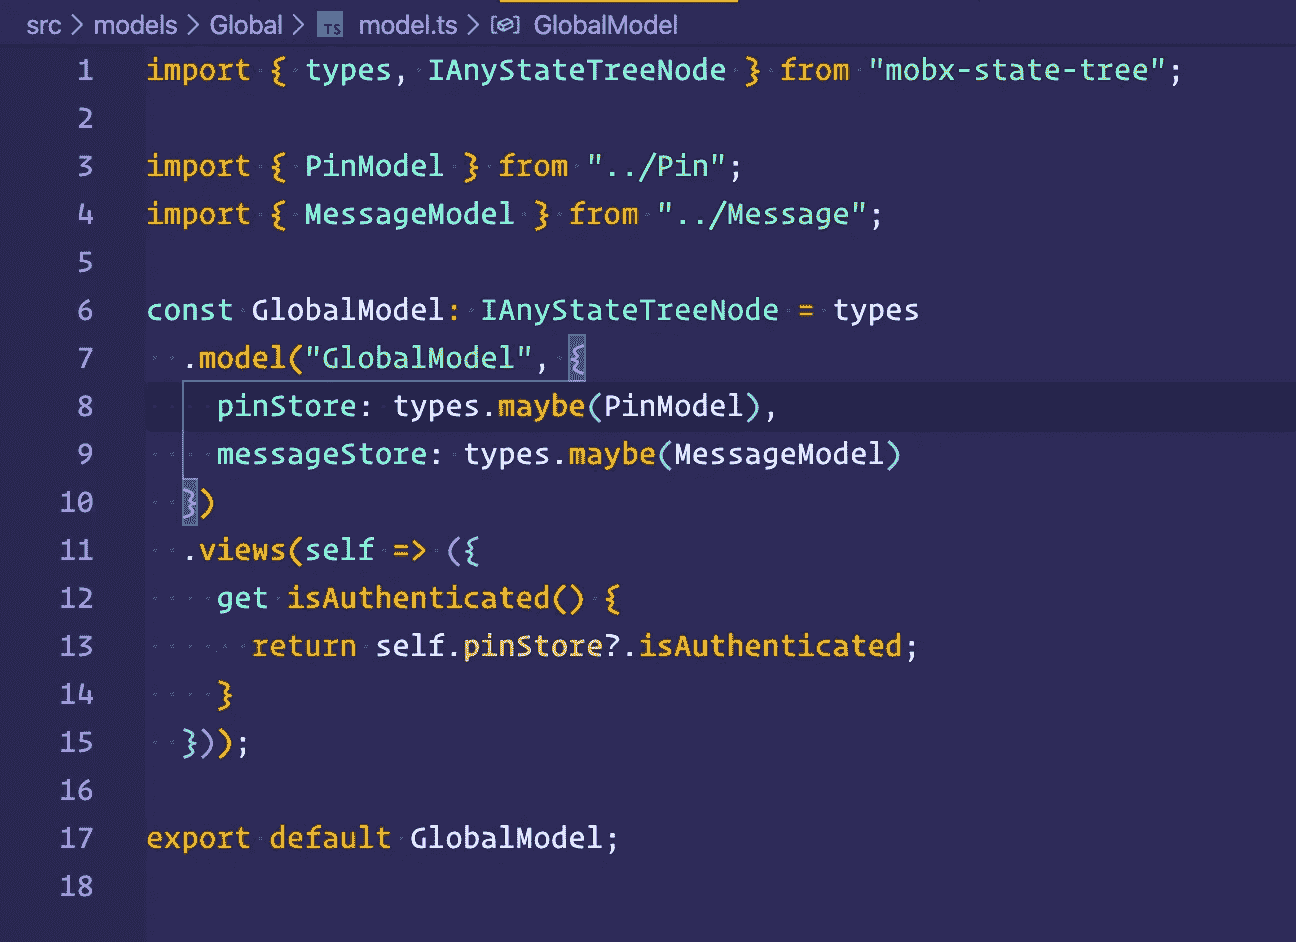 src > models > Global > TS model.ts > GlobalModel
1 import { types, IAnyStateTreeNode } from "mobx-state-tree";
2
3 import { PinModel } from "../Pin";
4 import { MessageModel } from "../Message";
5
6 const GlobalModel: IAnyStateTreeNode = types
7   .model("GlobalModel", {
8     pinStore: types.maybe(PinModel),
9     messageStore: types.maybe(MessageModel)
10   })
11   .views(self => ({
12     get isAuthenticated() {
13       return self.pinStore?.isAuthenticated;
14     }
15   }));
16
17 export default GlobalModel;
18